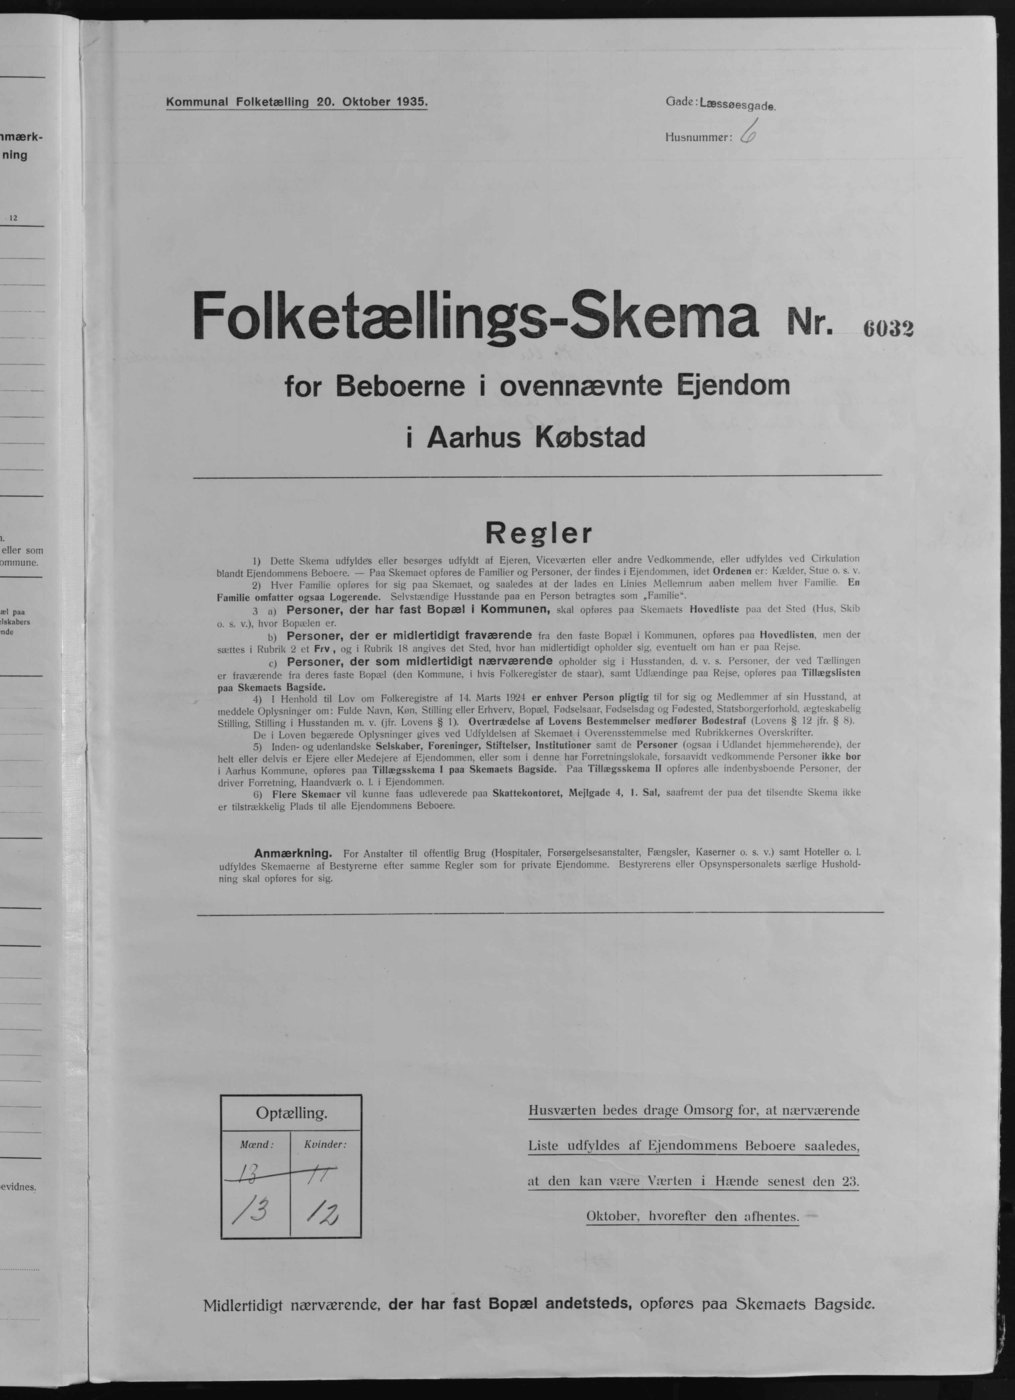 nmærk-
ning
12
eller som
ommune.
æl paa
elskabers
nde
evidnes.
Kommunal Folketælling 20. Oktober 1935.
Gade: Læssøesgade.
Husnummer: 6
Folketællings-Skema Nr. 6032
for Beboerne i ovennævnte Ejendom
i Aarhus Købstad
Regler
1) Dette Skema udfyldes eller besørges udfyldt af Ejeren, Viceværten eller andre Vedkommende, eller udfyldes ved Cirkulation
blandt Ejendommens Beboere. — Paa Skemaet opføres de Familier og Personer, der findes i Ejendommen, idet Ordenen er: Kælder, Stue o. s. v.
2) Hver Familie opføres for sig paa Skemaet, og saaledes at der lades en Linies Mellemrum aaben mellem hver Familie. En
Familie omfatter ogsaa Logerende. Selvstændige Husstande paa en Person betragtes som „Familie“.
3 a) Personer, der har fast Bopæl i Kommunen, skal opføres paa Skemaets Hovedliste paa det Sted (Hus, Skib
o. s. v.), hvor Bopælen er.
b) Personer, der er midlertidigt fraværende fra den faste Bopæl i Kommunen, opføres paa Hovedlisten, men der
sættes i Rubrik 2 et Frv., og i Rubrik 18 angives det Sted, hvor han midlertidigt opholder sig, eventuelt om han er paa Rejse.
c) Personer, der som midlertidigt nærværende opholder sig i Husstanden, d. v. s. Personer, der ved Tællingen
er fraværende fra deres faste Bopæl (den Kommune, i hvis Folkeregister de staar), samt Udlændinge paa Rejse, opføres paa Tillægslisten
paa Skemaets Bagside.
4) I Henhold til Lov om Folkeregistre af 14. Marts 1924 er enhver Person pligtig til for sig og Medlemmer af sin Husstand, at
meddele Oplysninger om: Fulde Navn, Køn, Stilling eller Erhverv, Bopæl, Fødselsaar, Fødselsdag og Fødested, Statsborgerforhold, ægteskabelig
Stilling, Stilling i Husstanden m. v. (jfr. Lovens § 1). Overtrædelse af Lovens Bestemmelser medfører Bødestraf (Lovens § 12 jfr. § 8).
De i Loven begærede Oplysninger gives ved Udfyldelsen af Skemaet i Overensstemmelse med Rubrikkernes Overskrifter.
5) Inden- og udenlandske Selskaber, Foreninger, Stiftelser, Institutioner samt de Personer (ogsaa i Udlandet hjemmehørende), der
helt eller delvis er Ejere eller Medejere af Ejendommen, eller som i denne har Forretningslokale, forsaavidt vedkommende Personer ikke bor
i Aarhus Kommune, opføres paa Tillægsskema I paa Skemaets Bagside. Paa Tillægsskema II opføres alle indenbysboende Personer, der
driver Forretning, Haandværk o. l. i Ejendommen.
6) Flere Skemaer vil kunne faas udleverede paa Skattekontoret, Mejlgade 4, 1. Sal, saafremt der paa det tilsendte Skema ikke
er tilstrækkelig Plads til alle Ejendommens Beboere.
Anmærkning. For Anstalter til offentlig Brug (Hospitaler, Forsørgelsesanstalter, Fængsler, Kaserner o. s. v.) samt Hoteller o. l.
udfyldes Skemaerne af Bestyrerne efter samme Regler som for private Ejendomme. Bestyrerens eller Opsynspersonalets særlige Hushold-
ning skal opføres for sig.
Optælling.
Mænd: Kvinder:
13 11
13 12
Husværten bedes drage Omsorg for, at nærværende
Liste udfyldes af Ejendommens Beboere saaledes,
at den kan være Værten i Hænde senest den 23.
Oktober, hvorefter den afhentes.
Midlertidigt nærværende, der har fast Bopæl andetsteds, opføres paa Skemaets Bagside.